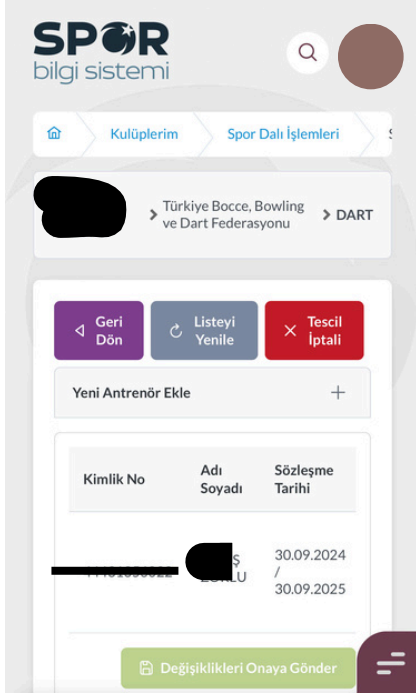 SPOR
bilgi sistemi
Kulüplerim
Spor Dalı İşlemleri
Türkiye Bocce, Bowling
ve Dart Federasyonu
DART
Geri
Dön
Listeyi
Yenile
Tescil
İptali
Yeni Antrenör Ekle
Kimlik No
Adı
Soyadı
Sözleşme
Tarihi
30.09.2024
/
30.09.2025
Değişiklikleri Onaya Gönder